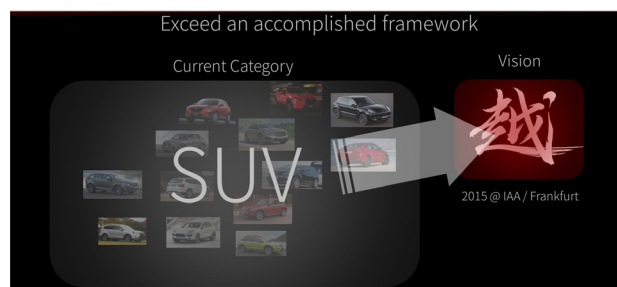 Exceed an accomplished framework
Current Category
Vision
SUV
越
2015 @ IAA / Frankfurt